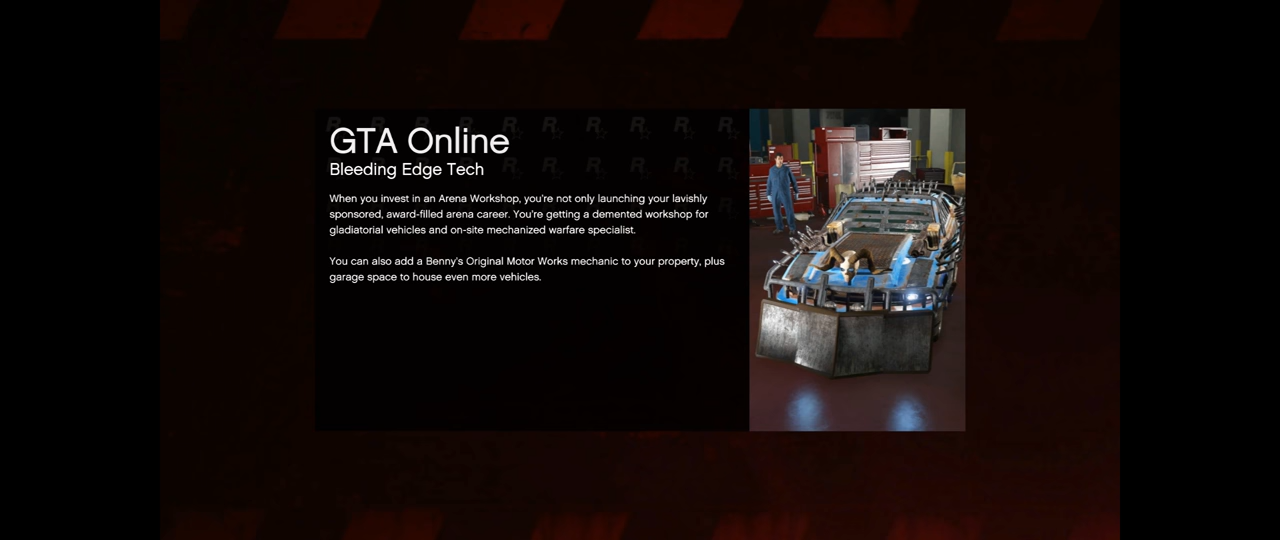 GTA Online
Bleeding Edge Tech
When you invest in an Arena Workshop, you're not only launching your lavishly
sponsored, award-filled arena career. You're getting a demented workshop for
gladiatorial vehicles and on-site mechanized warfare specialist.
You can also add a Benny's Original Motor Works mechanic to your property, plus
garage space to house even more vehicles.